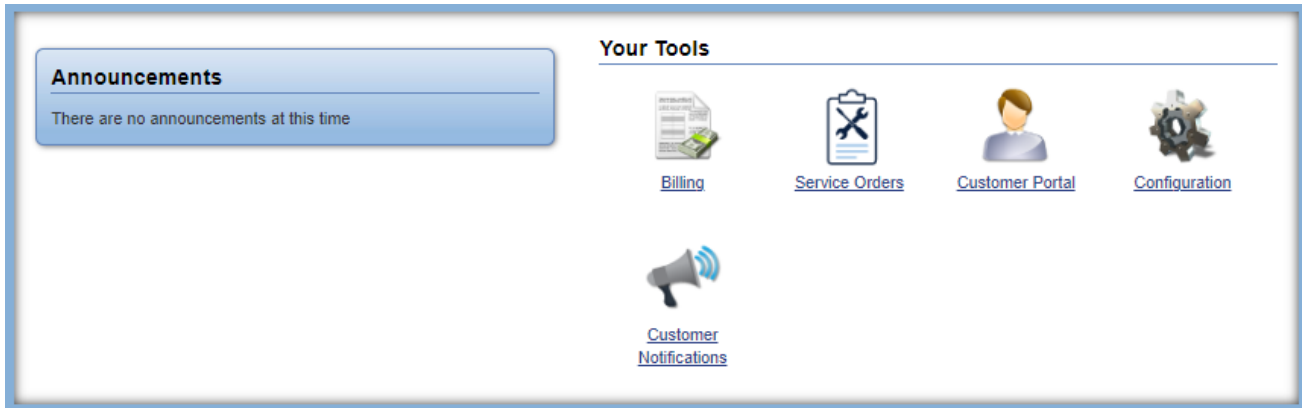 Announcements
There are no announcements at this time
Your Tools
Billing
Service Orders
Customer Portal
Configuration
Customer
Notifications